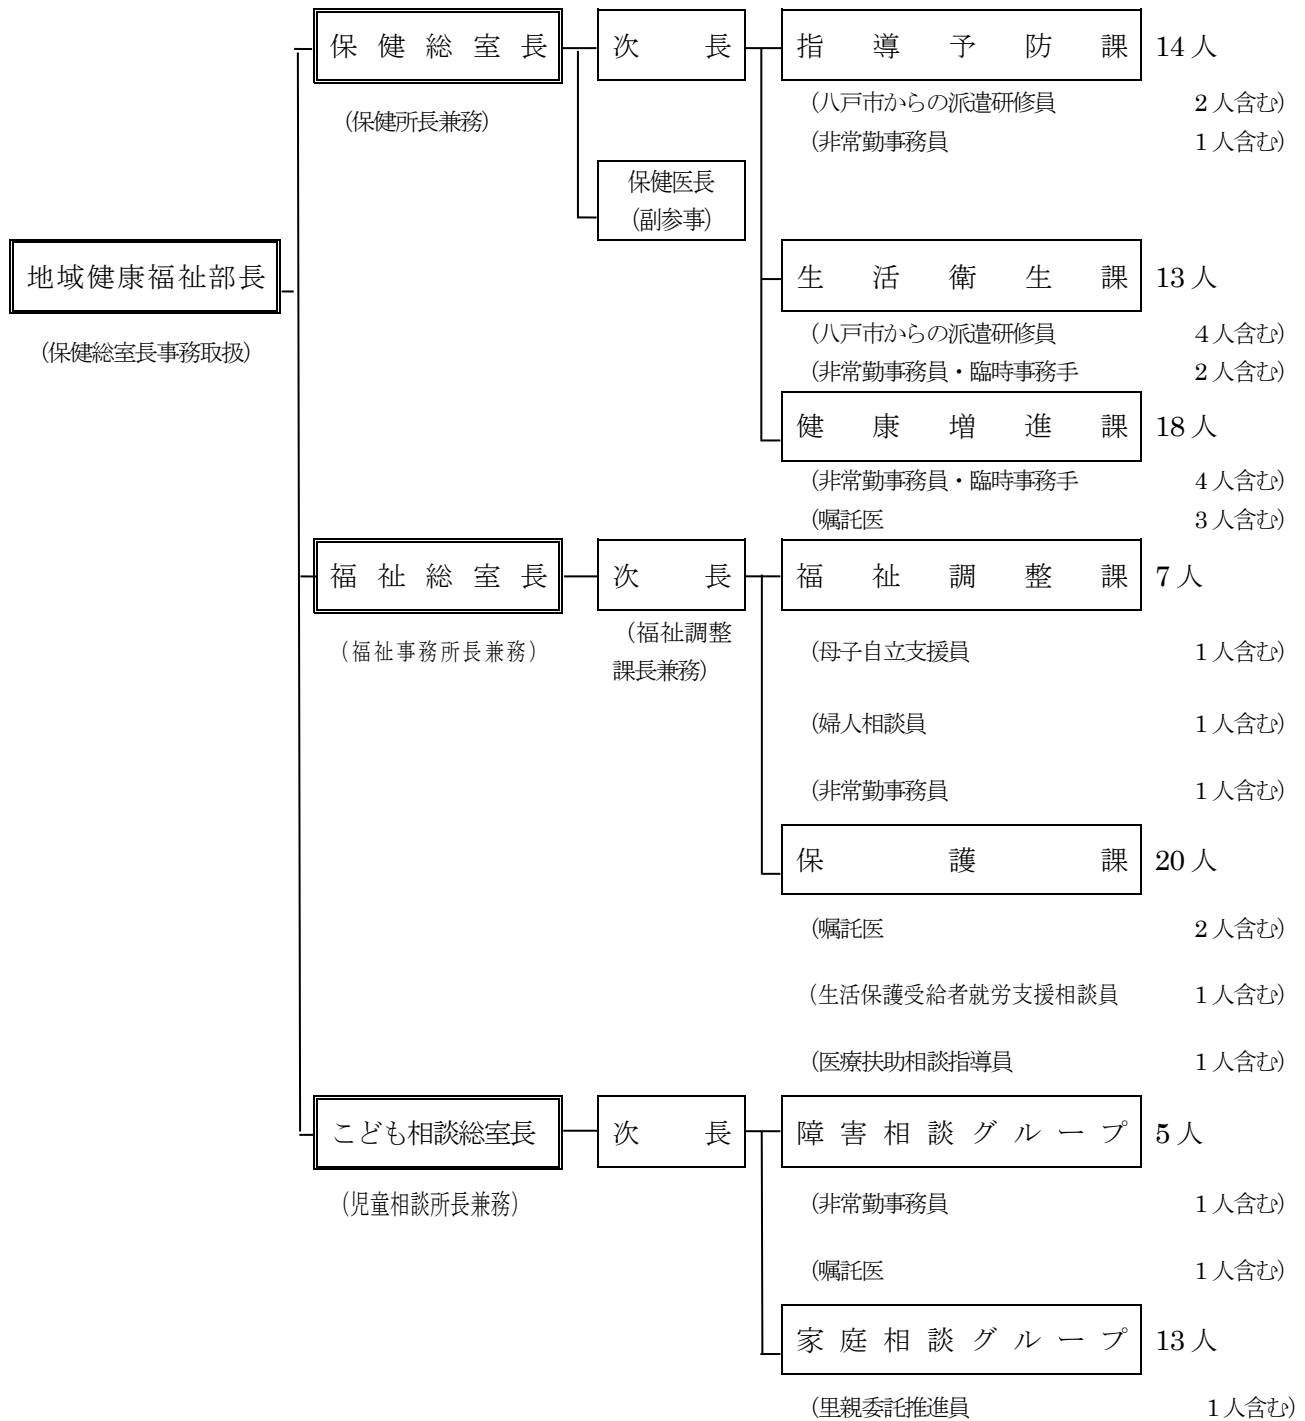 保健総室長 次長 指導予防課 14人
(保健所長兼務)
(八戸市からの派遣研修員 2人含む)
(非常勤事務員 1人含む)
保健医長
(副参事)
地域健康福祉部長
(保健総室長事務取扱)
生活衛生課 13人
(八戸市からの派遣研修員 4人含む)
(非常勤事務員・臨時事務手 2人含む)
健康増進課 18人
(非常勤事務員・臨時事務手 4人含む)
(嘱託医 3人含む)
福祉総室長 次長 福祉調整課 7人
(福祉事務所長兼務)
(福祉調整
課長兼務)
(母子自立支援員 1人含む)
(婦人相談員 1人含む)
(非常勤事務員 1人含む)
保護課 20人
(嘱託医 2人含む)
(生活保護受給者就労支援相談員 1人含む)
(医療扶助相談指導員 1人含む)
こども相談総室長 次長 障害相談グループ 5人
(児童相談所長兼務)
(非常勤事務員 1人含む)
(嘱託医 1人含む)
家庭相談グループ 13人
(里親委託推進員 1人含む)